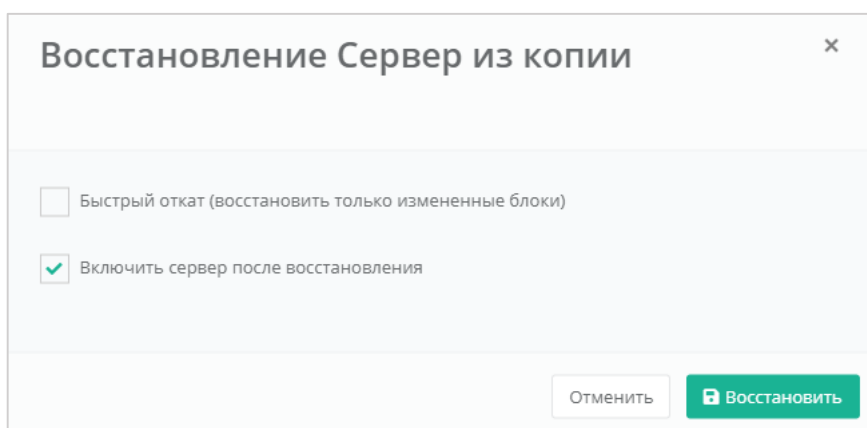 Восстановление Сервер из копии
×
Быстрый откат (восстановить только измененные блоки)
Включить сервер после восстановления
Отменить
Восстановить